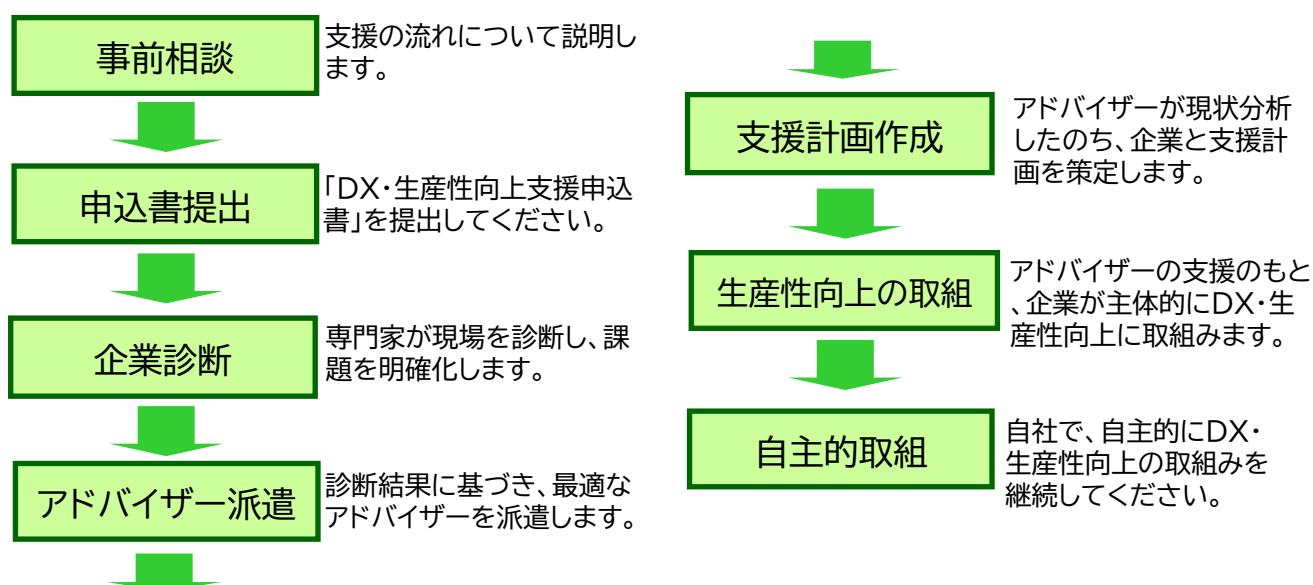 事前相談
支援の流れについて説明し
ます。
申込書提出
「DX・生産性向上支援申込
書」を提出してください。
企業診断
専門家が現場を診断し、課
題を明確化します。
アドバイザー派遣
診断結果に基づき、最適な
アドバイザーを派遣します。
支援計画作成
アドバイザーが現状分析
したのち、企業と支援計
画を策定します。
生産性向上の取組
アドバイザーの支援のもと
、企業が主体的にDX・生
産性向上に取組みます。
自主的取組
自社で、自主的にDX・
生産性向上の取組みを
継続してください。